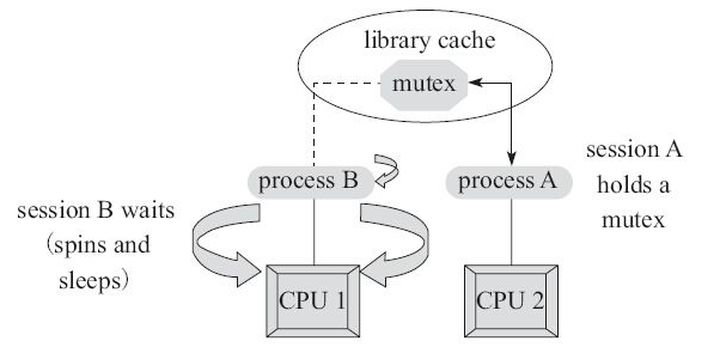 library cache
mutex
process B
process A
session A
holds a
mutex
session B waits
(spins and
sleeps)
CPU 1
CPU 2